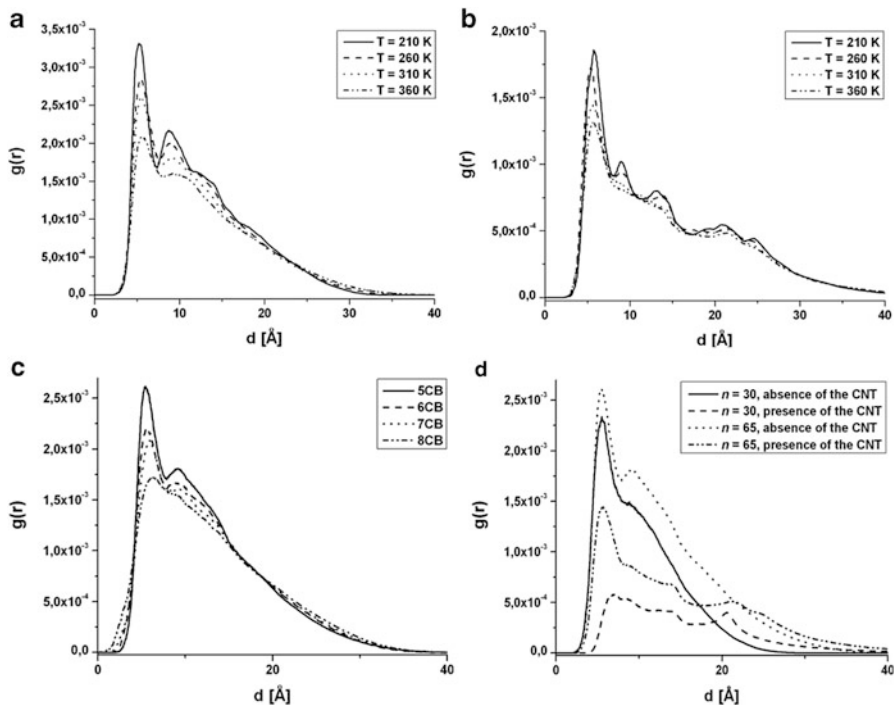 a
3,5x10⁻³
3,0x10⁻³
2,5x10⁻³
2,0x10⁻³
1,5x10⁻³
1,0x10⁻³
5,0x10⁻⁴
0,0
g(r)
T = 210 K
T = 260 K
T = 310 K
T = 360 K
0 10 20 30 40
d [Å]
b
2,0x10⁻³
1,5x10⁻³
1,0x10⁻³
5,0x10⁻⁴
0,0
g(r)
T = 210 K
T = 260 K
T = 310 K
T = 360 K
0 10 20 30 40
d [Å]
c
2,5x10⁻³
2,0x10⁻³
1,5x10⁻³
1,0x10⁻³
5,0x10⁻⁴
0,0
g(r)
5CB
6CB
7CB
8CB
0 20 40
d [Å]
d
2,5x10⁻³
2,0x10⁻³
1,5x10⁻³
1,0x10⁻³
5,0x10⁻⁴
0,0
g(r)
n = 30, absence of the CNT
n = 30, presence of the CNT
n = 65, absence of the CNT
n = 65, presence of the CNT
0 10 20 30 40
d [Å]